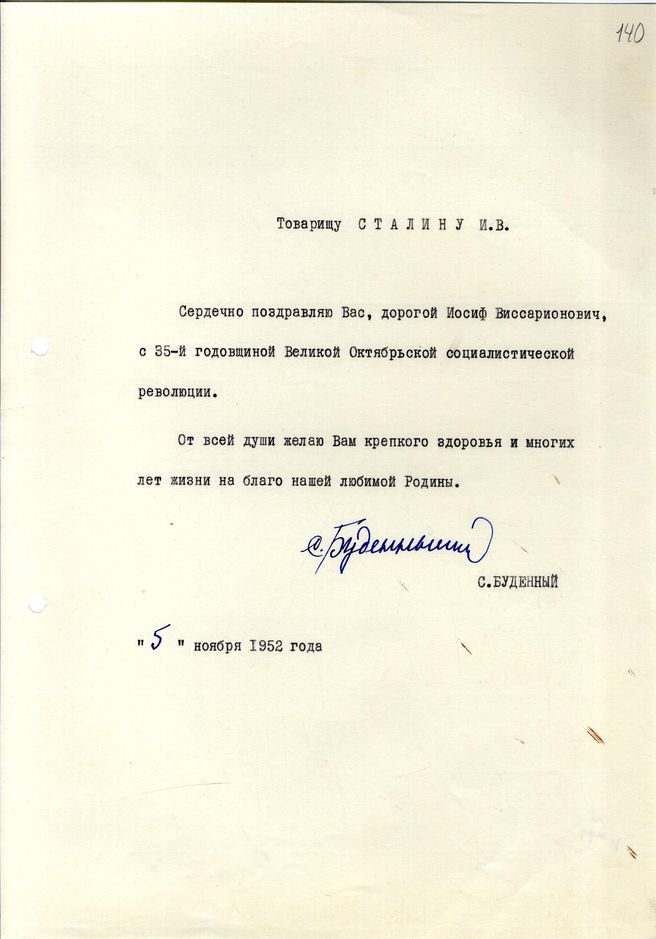 140
Товарищу С Т А Л И Н У И.В.
Сердечно поздравляю Вас, дорогой Иосиф Виссарионович,
с 35-й годовщиной Великой Октябрьской социалистической
революции.
От всей души желаю Вам крепкого здоровья и многих
лет жизни на благо нашей любимой Родины.
С. Буденный
С.БУДЕННЫЙ
" 5 " ноября 1952 года